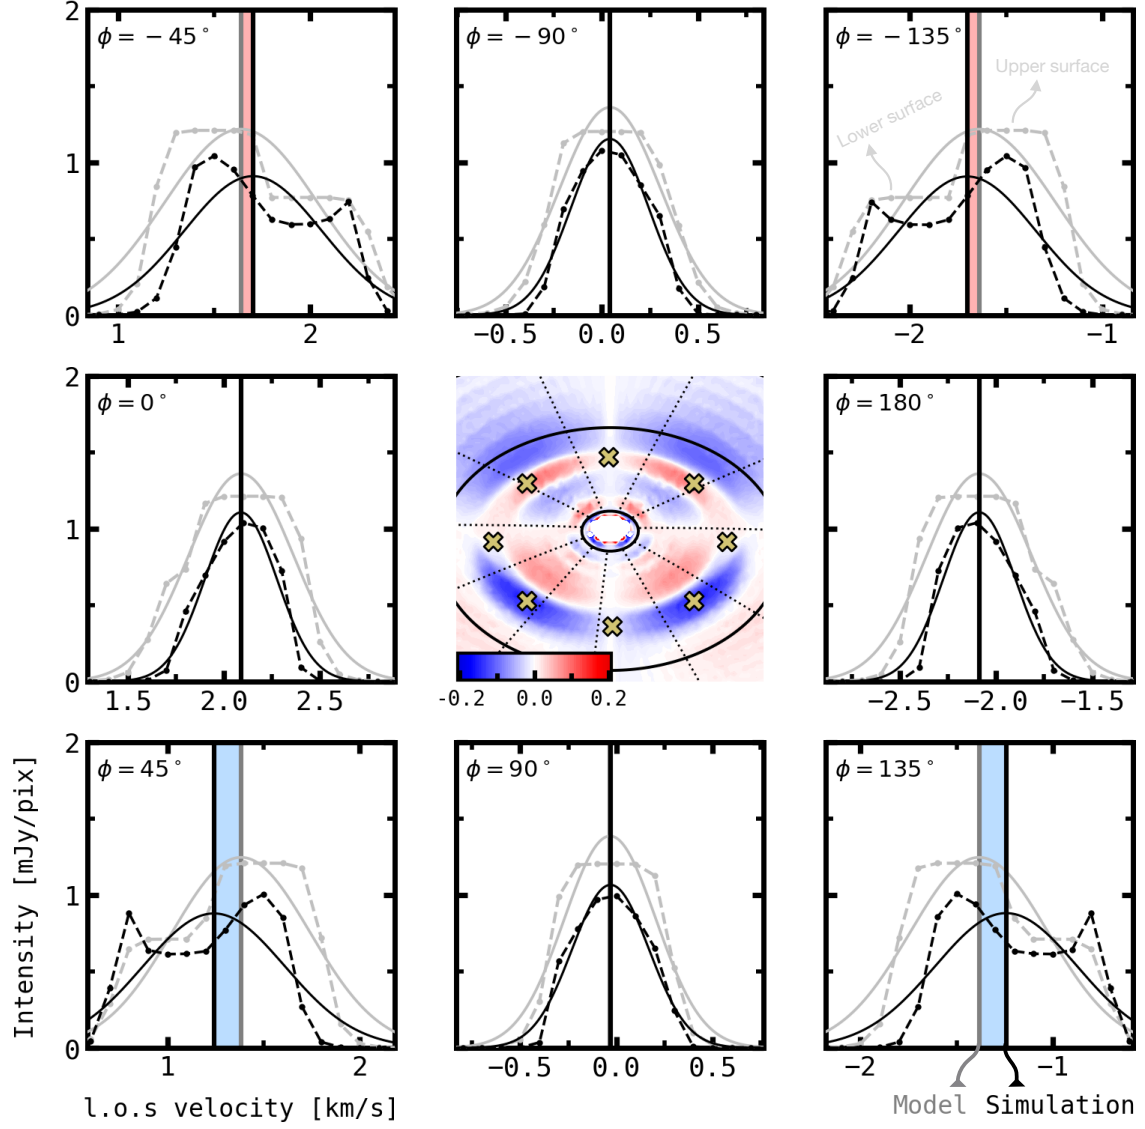 ϕ = −45°
ϕ = −90°
ϕ = −135°
Upper surface
Lower surface
2
1
0
1 2
−0.5 0.0 0.5
−2 −1
ϕ = 0°
ϕ = 180°
2
1
0
1.5 2.0 2.5
-0.2 0.0 0.2
−2.5 −2.0 −1.5
ϕ = 45°
ϕ = 90°
ϕ = 135°
2
1
0
Intensity [mJy/pix]
1 2
−0.5 0.0 0.5
−2 −1
l.o.s velocity [km/s]
Model Simulation